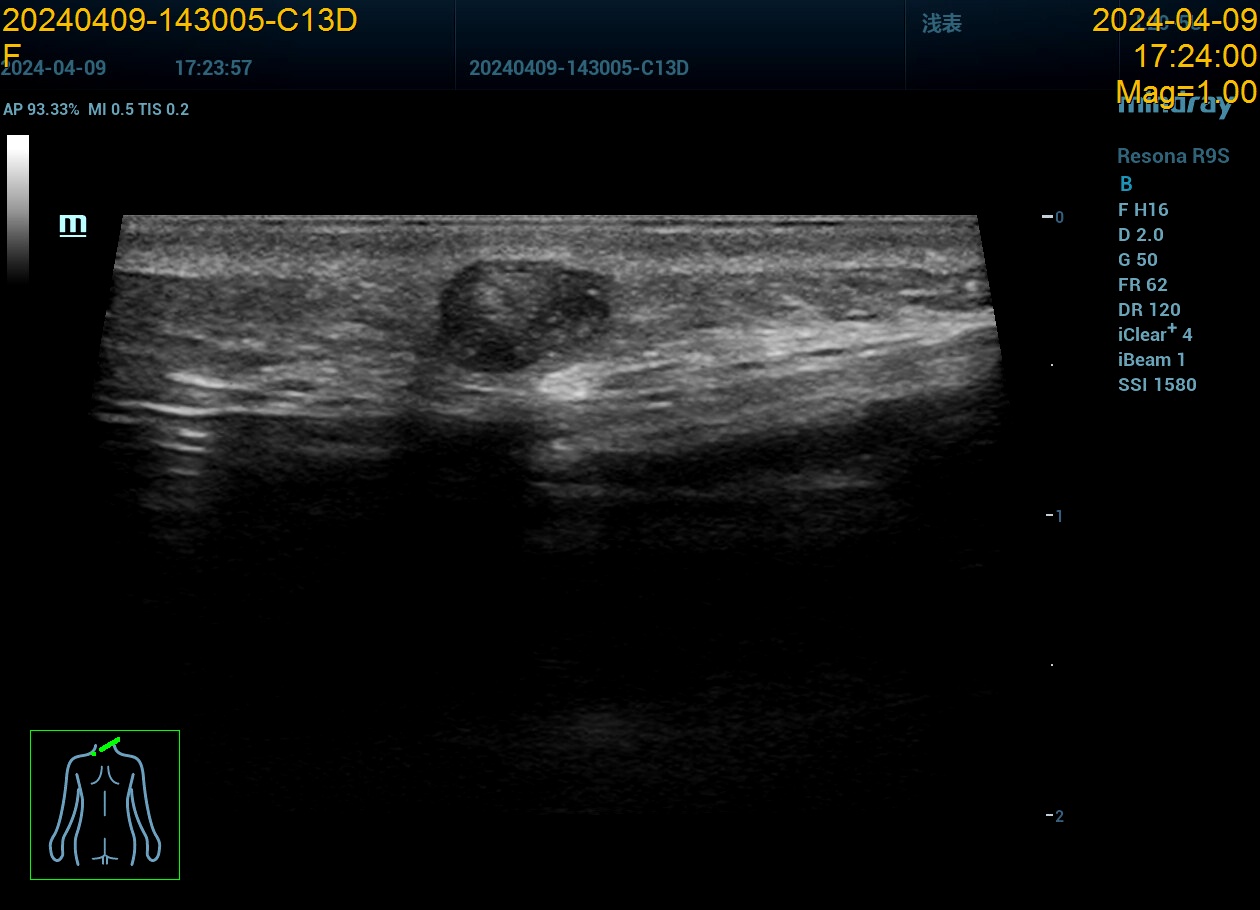 20240409-143005-C13D
F
2024-04-09 17:23:57 20240409-143005-C13D
浅表
2024-04-09
17:24:00
Mag=1.00
AP 93.33% MI 0.5 TIS 0.2
mindray
Resona R9S
m
B
F H16
D 2.0
G 50
FR 62
DR 120
iClear+ 4
iBeam 1
SSI 1580
0
1
2